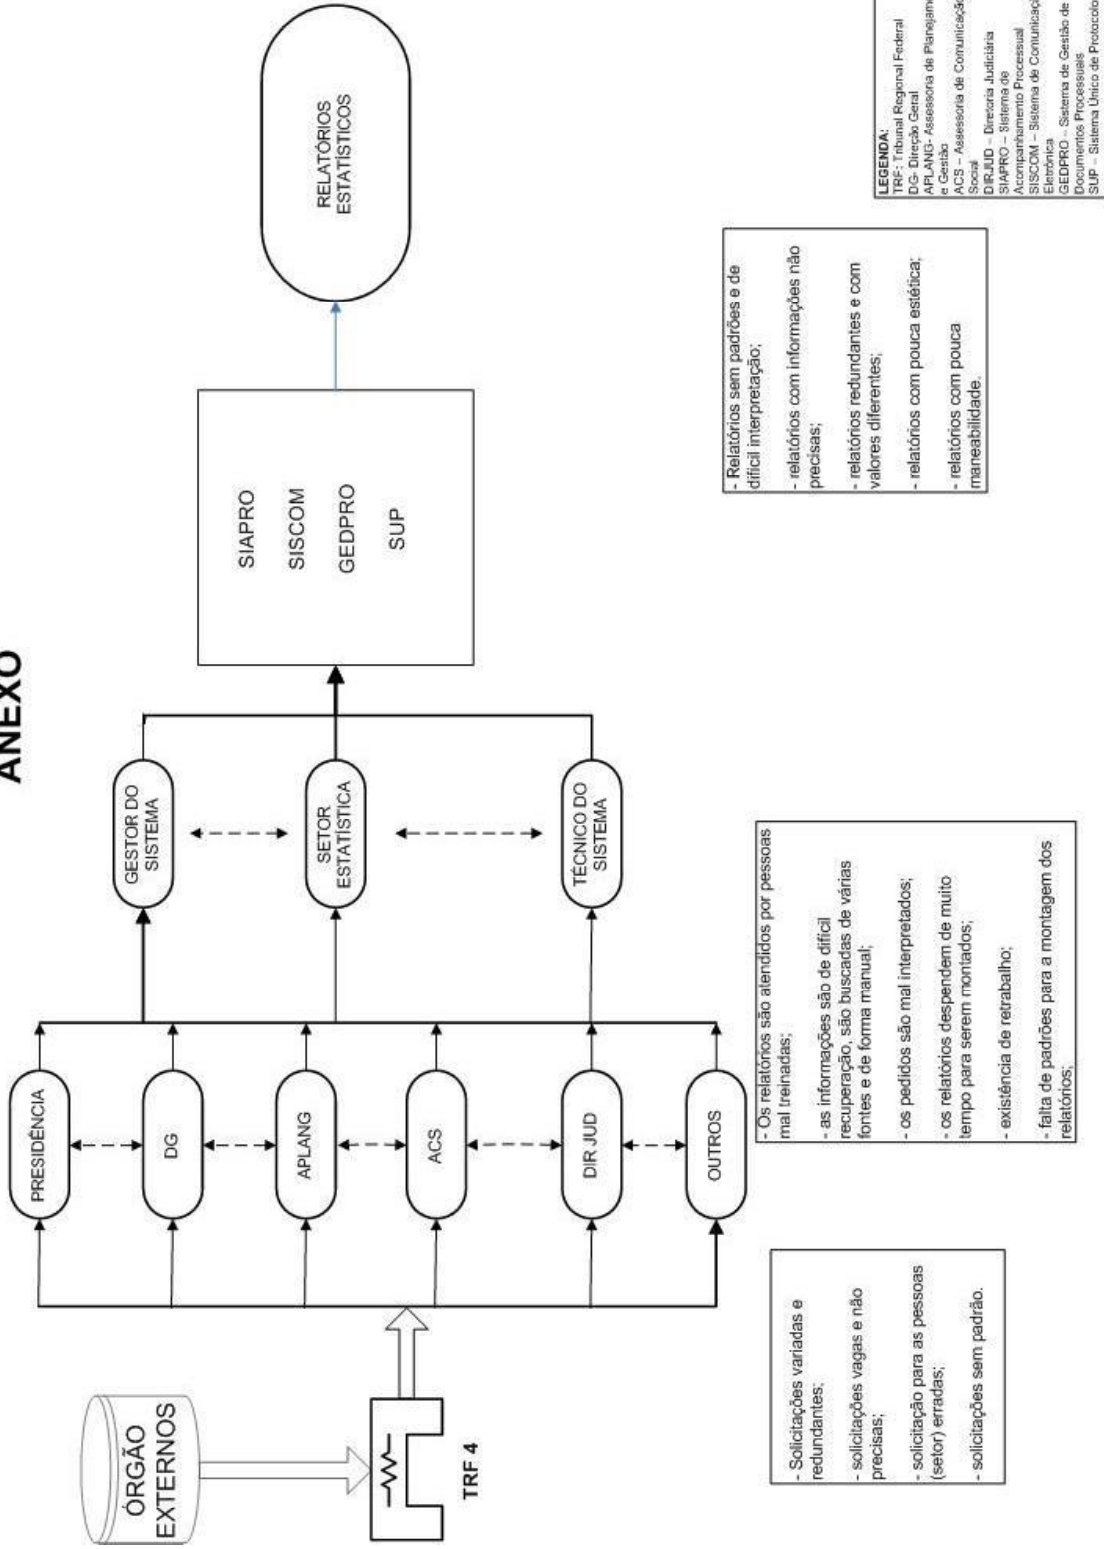 ANEXO
ÓRGÃO
EXTERNOS
TRF 4
PRESIDÊNCIA
DG
APLANG
ACS
DIR JUD
OUTROS
GESTOR DO
SISTEMA
SETOR
ESTATÍSTICA
TÉCNICO DO
SISTEMA
SIAPRO
SISCOM
GEDPRO
SUP
RELATÓRIOS
ESTATÍSTICOS
- Solicitações variadas e
redundantes;
- solicitações vagas e não
precisas;
- solicitação para as pessoas
(setor) erradas;
- solicitações sem padrão.
- Os relatórios são atendidos por pessoas
mal treinadas;
- as informações são de difícil
recuperação, são buscadas de várias
fontes e de forma manual;
- os pedidos são mal interpretados;
- os relatórios despendem de muito
tempo para serem montados;
- existência de retrabalho;
- falta de padrões para a montagem dos
relatórios;
- Relatórios sem padrões e de
difícil interpretação;
- relatórios com informações não
precisas;
- relatórios redundantes e com
valores diferentes;
- relatórios com pouca estética;
- relatórios com pouca
maneabilidade.
LEGENDA:
TRF: Tribunal Regional Federal
DG- Direção Geral
APLANG- Assessoria de Planejam
e Gestão
ACS – Assessoria de Comunicação
Social
DIRJUD – Diretoria Judiciária
SIAPRO – Sistema de
Acompanhamento Processual
SISCOM – Sistema de Comunicaç
Eletrônica
GEDPRO – Sistema de Gestão de
Documentos Processuais
SUP – Sistema Único de Protocolo